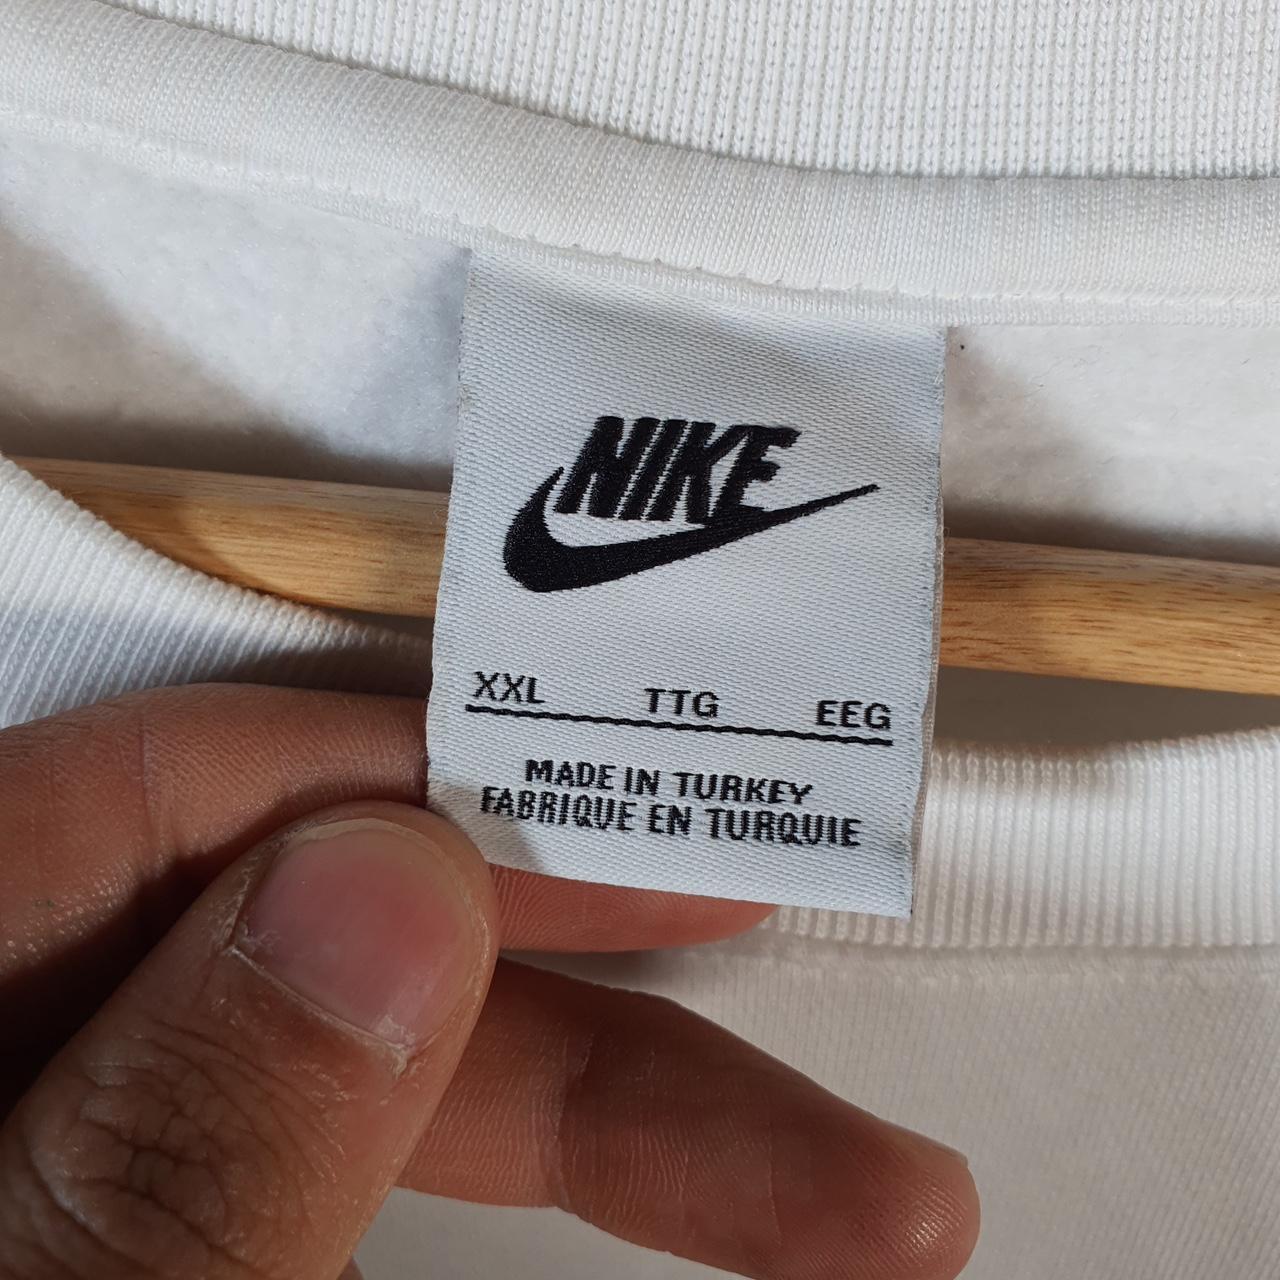 NIKE
XXL TTG EEG
MADE IN TURKEY
FABRIQUE EN TURQUIE